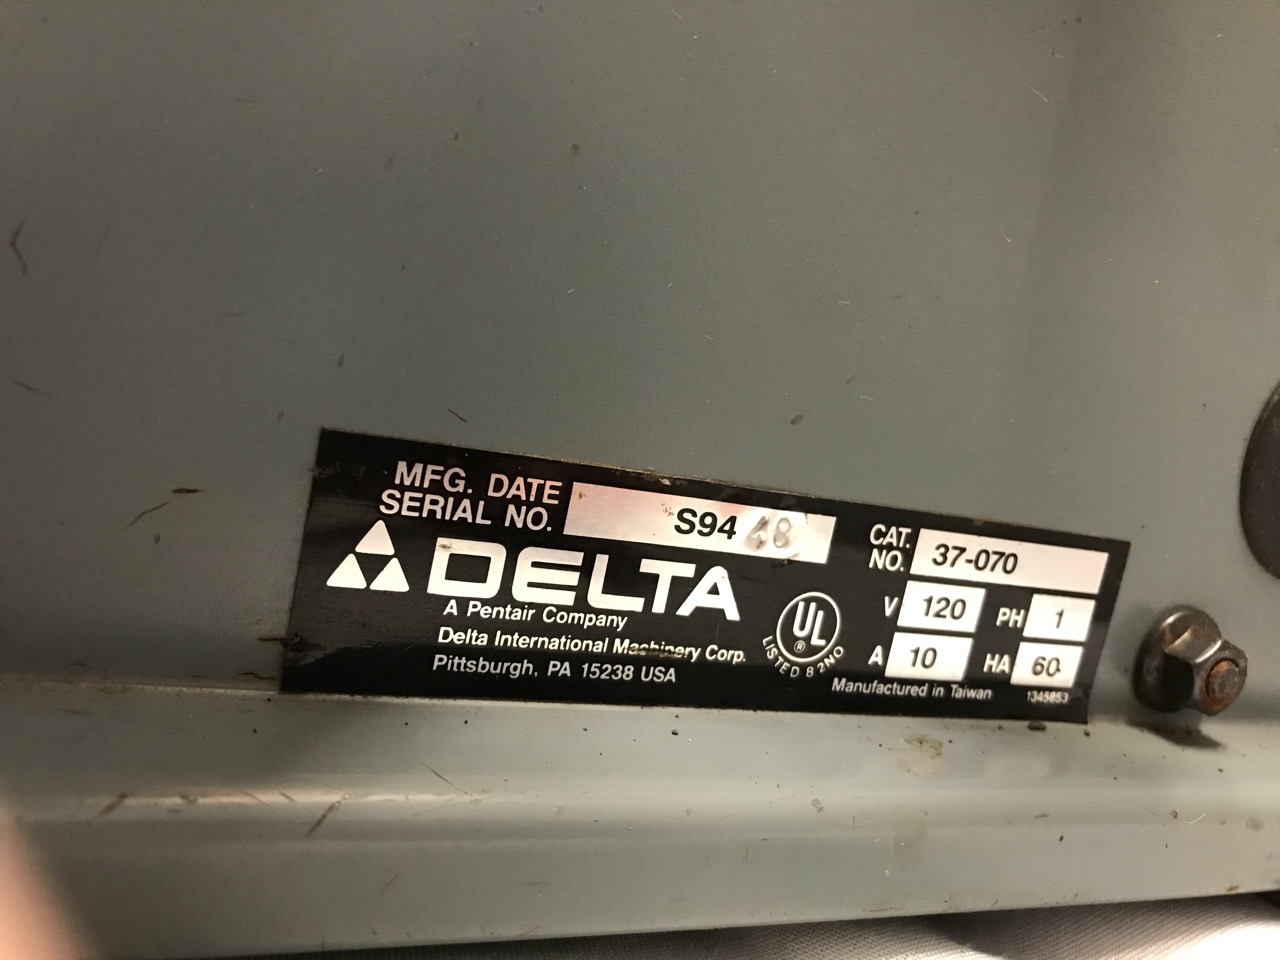 MFG. DATE
SERIAL NO.
S94 48
DELTA
A Pentair Company
Delta International Machinery Corp.
Pittsburgh, PA 15238 USA
UL
®
LISTED 82NO
CAT.
NO.
37-070
V 120 PH 1
A 10 HA 60
Manufactured in Taiwan
1345853